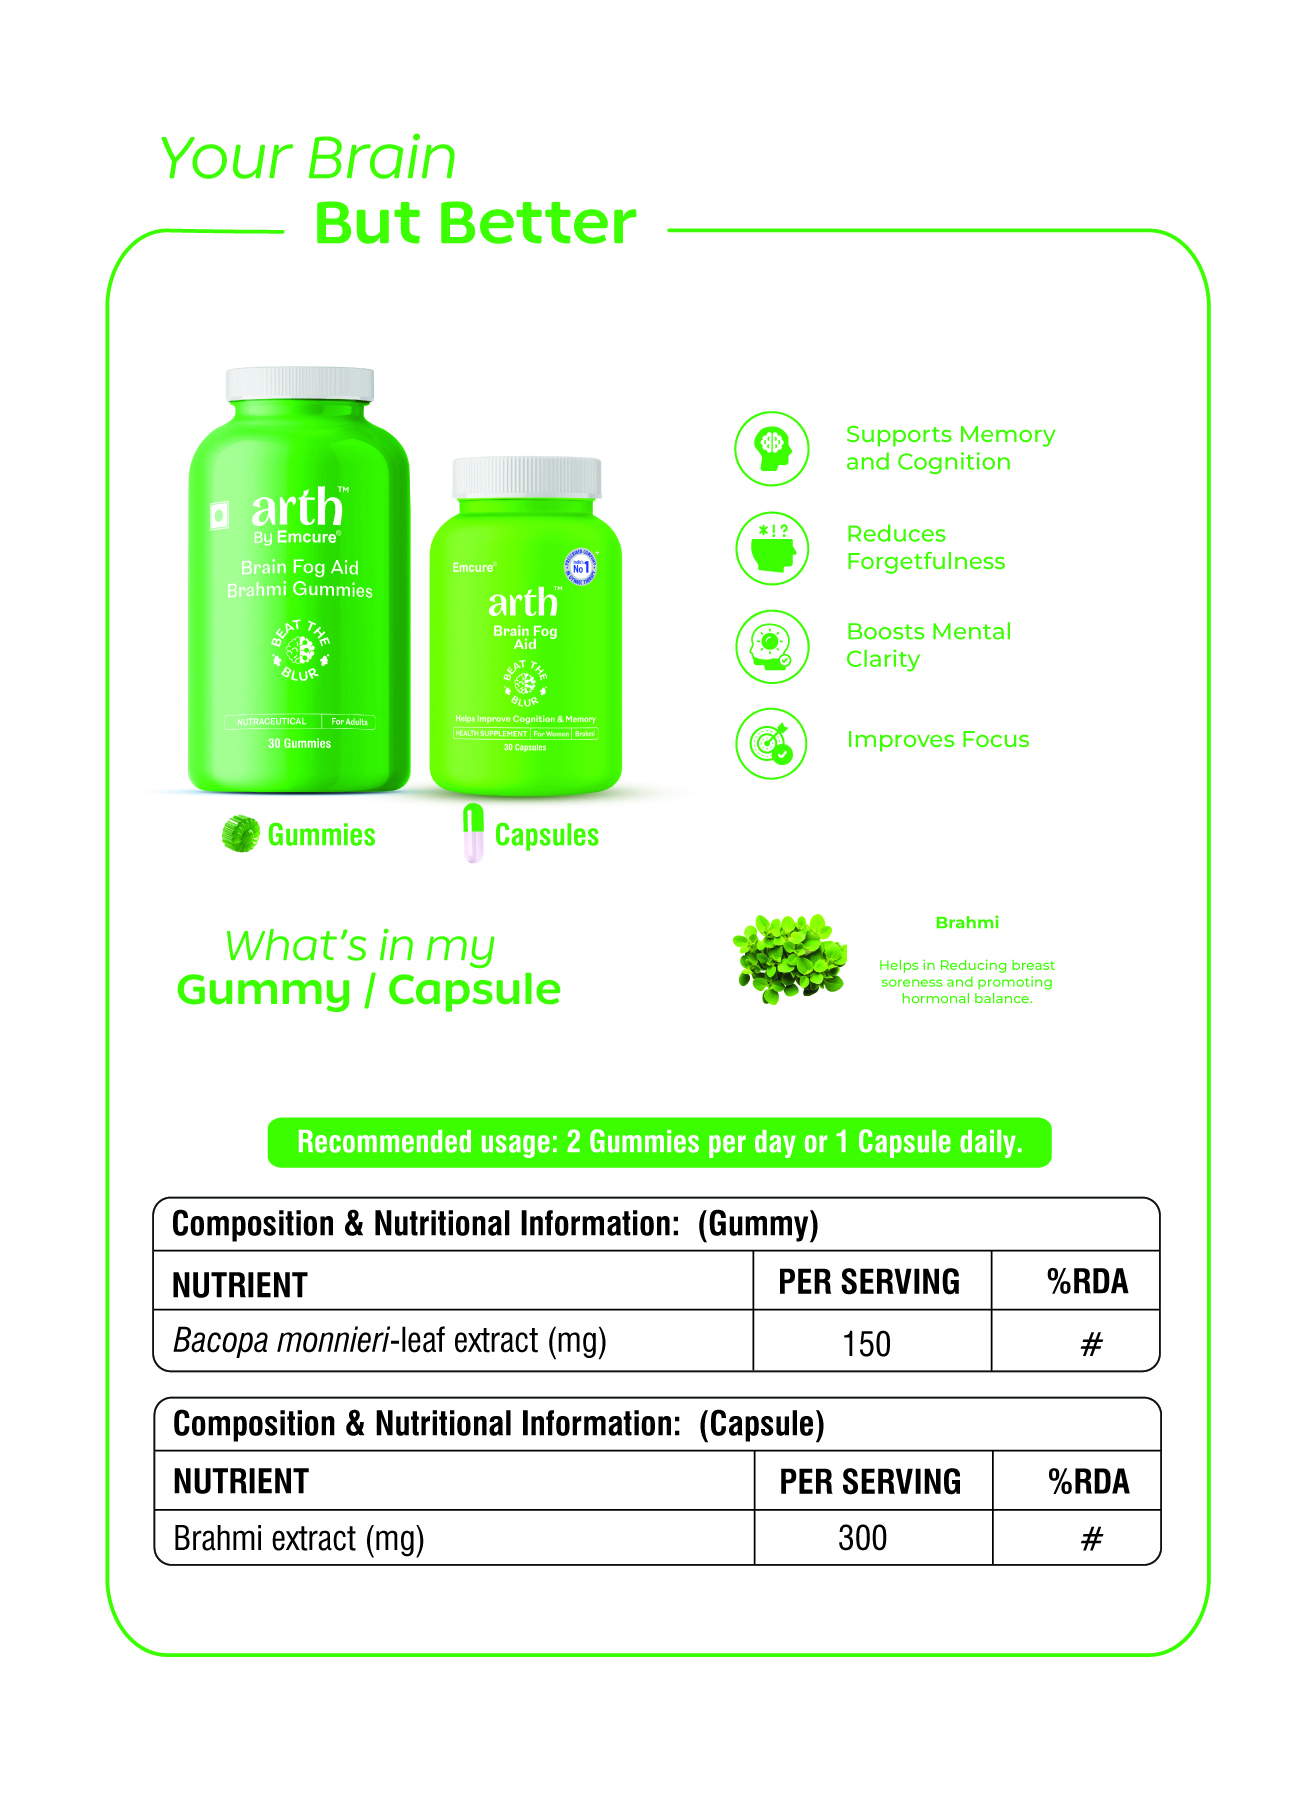 Your Brain
But Better
arth™
By Emcure®
Brain Fog Aid
Brahmi Gummies
BEAT THE
BLUR
NUTRACEUTICAL
For Adults
30 Gummies
Emcure®
No 1
arth™
Brain Fog
Aid
BEAT THE
BLUR
Helps Improve Cognition & Memory
HEALTH SUPPLEMENT
For Women
Brahmi
30 Capsules
Gummies
Capsules
Supports Memory
and Cognition
*!?
Reduces
Forgetfulness
Boosts Mental
Clarity
Improves Focus
What's in my
Gummy / Capsule
Brahmi
Helps in Reducing breast
soreness and promoting
hormonal balance.
Recommended usage: 2 Gummies per day or 1 Capsule daily.
Composition & Nutritional Information: (Gummy)
NUTRIENT PER SERVING %RDA
Bacopa monnieri-leaf extract (mg) 150 #
Composition & Nutritional Information: (Capsule)
NUTRIENT PER SERVING %RDA
Brahmi extract (mg) 300 #